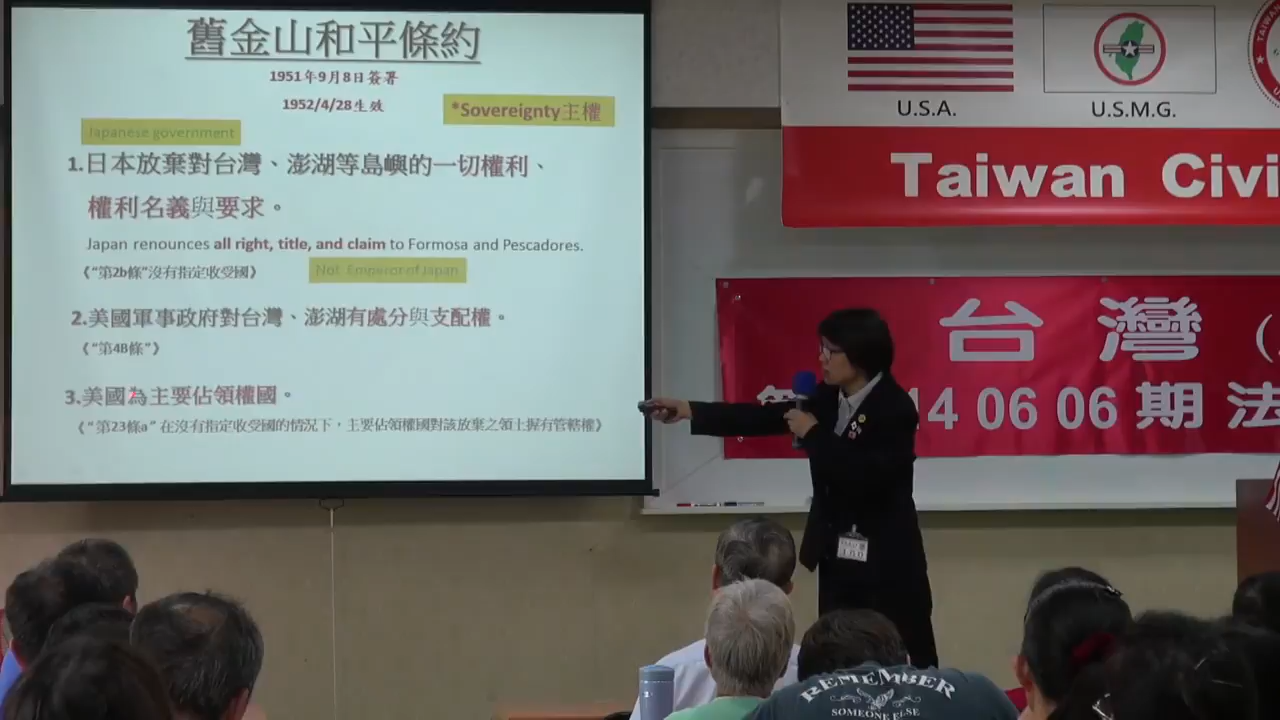 舊金山和平條約
1951年9月8日簽署
1952/4/28生效
*Sovereignty主權
Japanese government
1.日本放棄對台灣、澎湖等島嶼的一切權利、
權利名義與要求。
Japan renounces all right, title, and claim to Formosa and Pescadores.
《“第2b條”沒有指定收受國》
Not Emperor of Japan
2.美國軍事政府對台灣、澎湖有處分與支配權。
《“第4B條”》
3.美國為主要佔領權國。
《“第23條a”在沒有指定收受國的情況下，主要佔領權國對該放棄之領土握有管轄權》
U.S.A.
U.S.M.G.
Taiwan Civi
台灣（
14 06 06 期 法
REMEMBER
SOMEONE ELSE